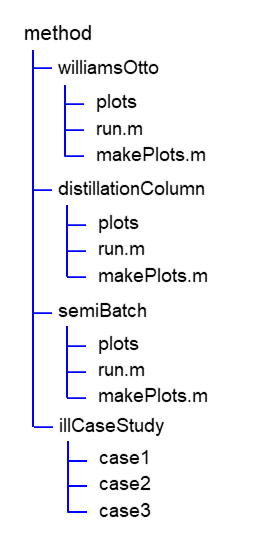 method
williamsOtto
plots
run.m
makePlots.m
distillationColumn
plots
run.m
makePlots.m
semiBatch
plots
run.m
makePlots.m
illCaseStudy
case1
case2
case3